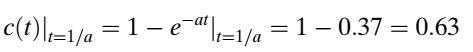 c(t)|_{t=1/a} = 1 − e^{−at}|_{t=1/a} = 1 − 0.37 = 0.63